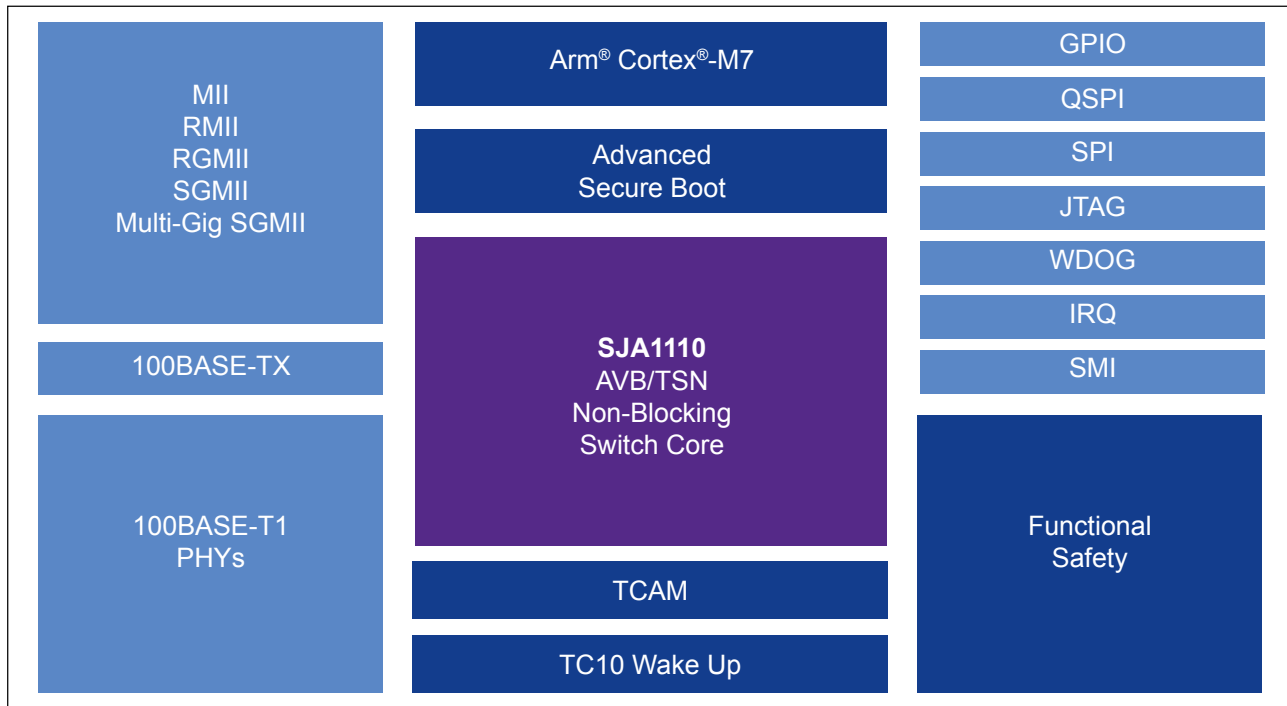 MII
RMII
RGMII
SGMII
Multi-Gig SGMII
100BASE-TX
100BASE-T1
PHYs
Arm® Cortex®-M7
Advanced
Secure Boot
SJA1110
AVB/TSN
Non-Blocking
Switch Core
TCAM
TC10 Wake Up
GPIO
QSPI
SPI
JTAG
WDOG
IRQ
SMI
Functional
Safety